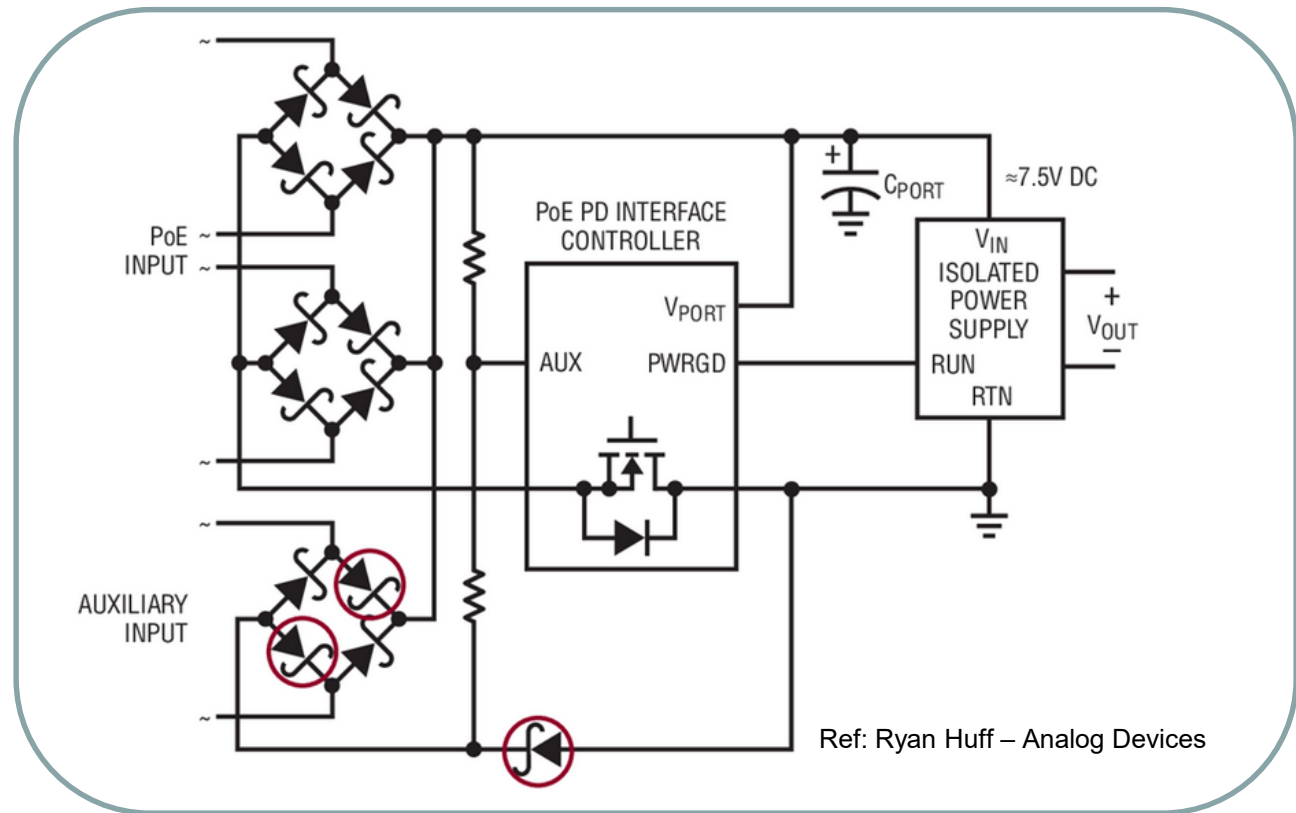 ~
PoE ~
INPUT ~
~
~
AUXILIARY
INPUT
~
PoE PD INTERFACE
CONTROLLER
VPORT
AUX
PWRGD
+
CPORT
≈7.5V DC
VIN
ISOLATED
POWER
SUPPLY
RUN
RTN
+
VOUT
–
Ref: Ryan Huff – Analog Devices